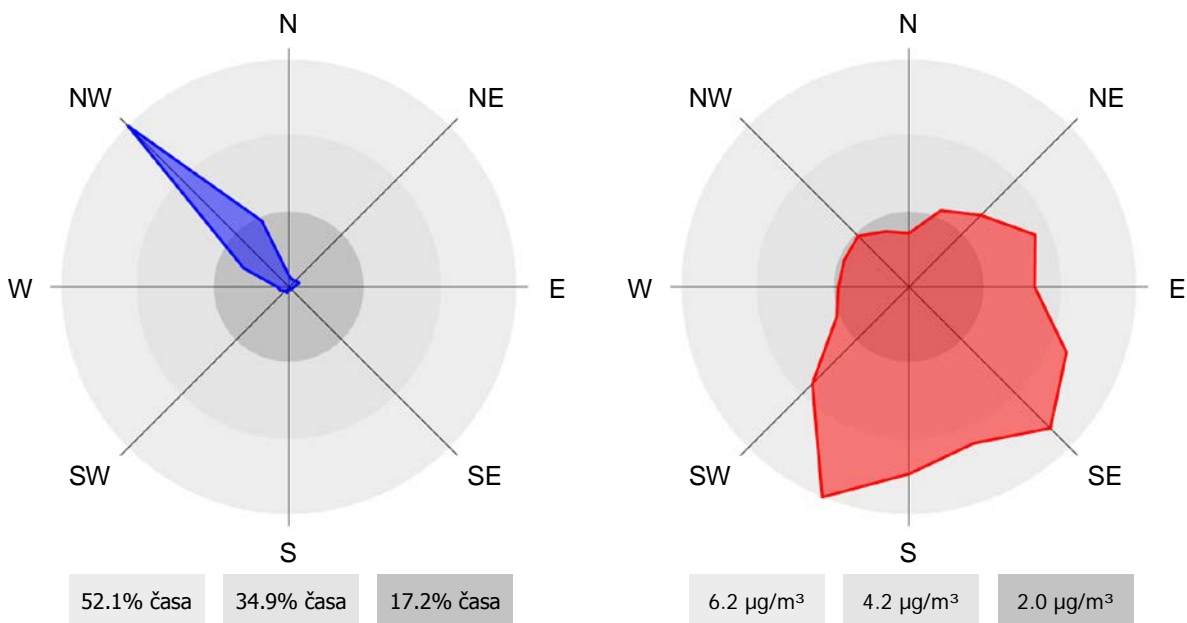 N
N
NW
NE
NW
NE
W
E
W
E
SW
SE
SW
SE
S
S
52.1% časa
34.9% časa
17.2% časa
6.2 µg/m³
4.2 µg/m³
2.0 µg/m³